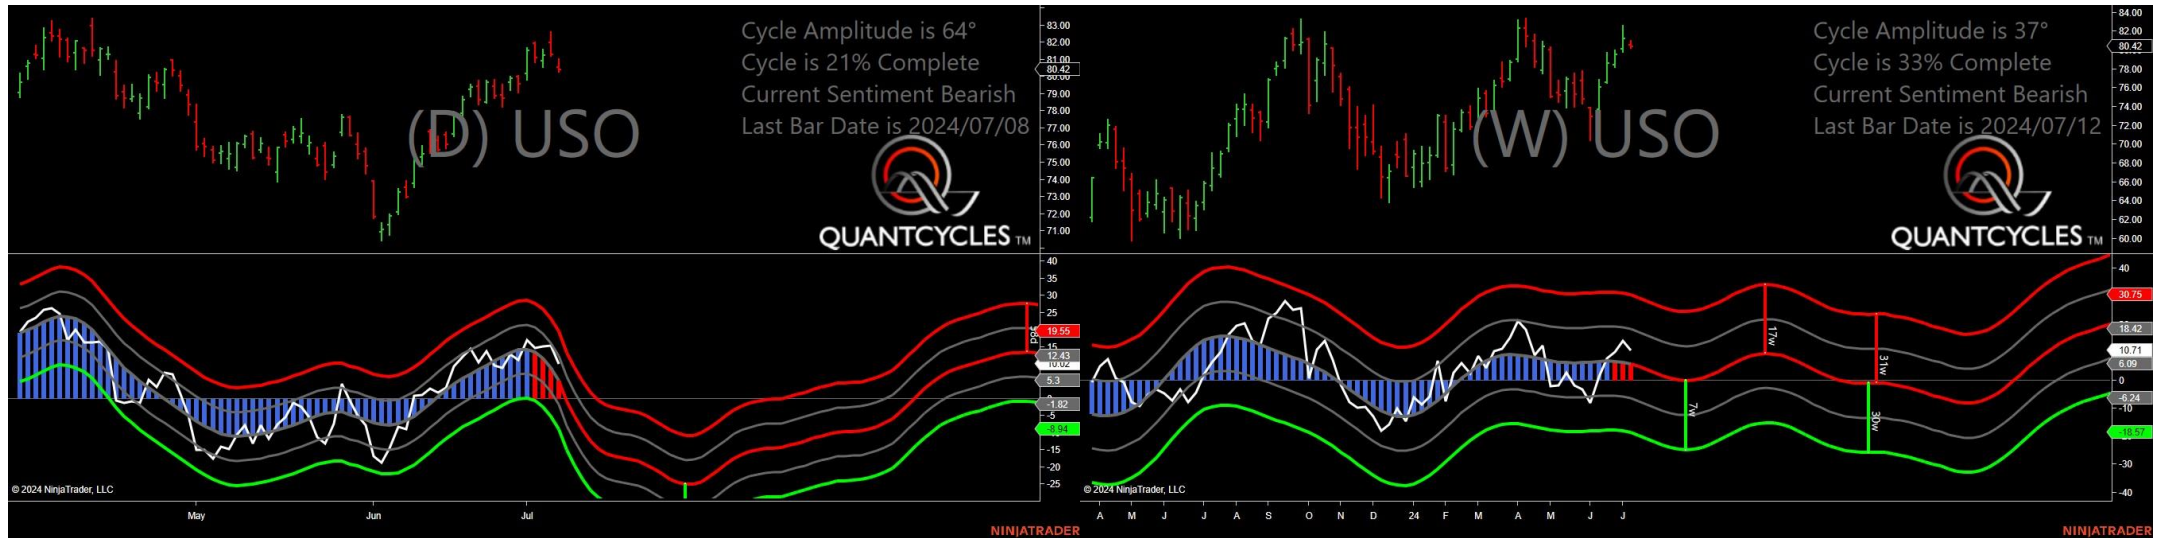 Cycle Amplitude is 64°
Cycle is 21% Complete
Current Sentiment Bearish
Last Bar Date is 2024/07/08
(D) USO
QUANTCYCLES TM
83.00
82.00
81.00
80.42
80.00
79.00
78.00
77.00
76.00
75.00
74.00
73.00
72.00
71.00
40
35
30
25
19.55
15
12.43
10.02
5.3
-1.82
-5
-8.94
-15
-20
-25
© 2024 NinjaTrader, LLC
May
Jun
Jul
NINJATRADER
Cycle Amplitude is 37°
Cycle is 33% Complete
Current Sentiment Bearish
Last Bar Date is 2024/07/12
(W) USO
QUANTCYCLES TM
84.00
82.00
80.42
78.00
76.00
74.00
72.00
70.00
68.00
66.00
64.00
62.00
60.00
17w
31w
7w
30w
40
30.75
18.42
10.71
6.09
0
-6.24
-10
-18.57
-30
-40
© 2024 NinjaTrader, LLC
A
M
J
J
A
S
O
N
D
24
F
M
A
M
J
J
NINJATRADER